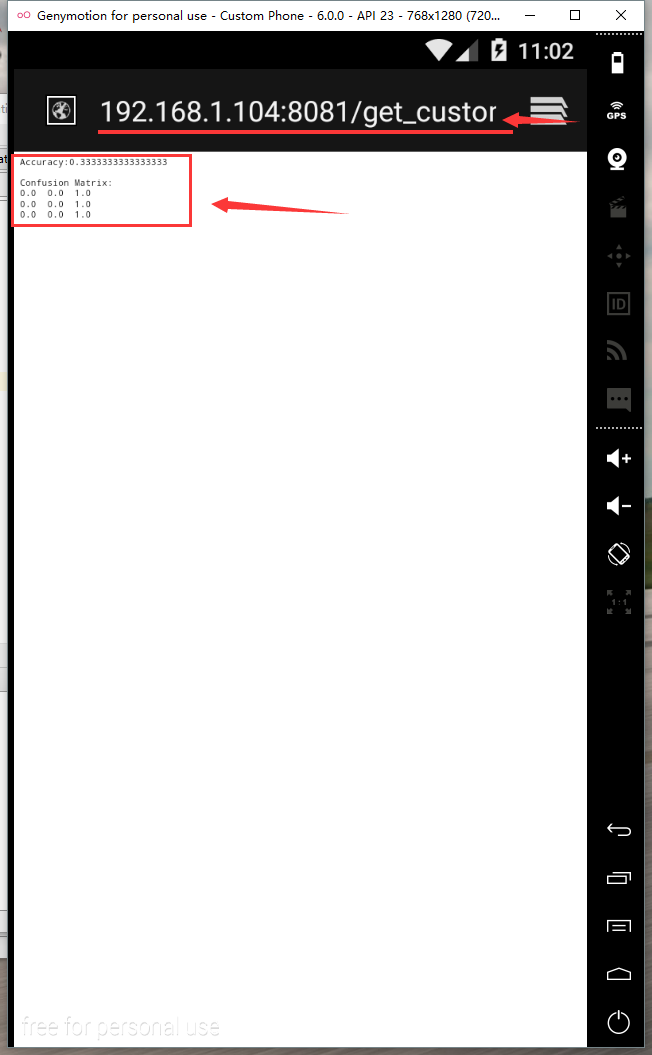 Genymotion for personal use - Custom Phone - 6.0.0 - API 23 - 768x1280 (720...
11:02
192.168.1.104:8081/get_custor
GPS
Accuracy:0.3333333333333333
Confusion Matrix:
0.0 0.0 1.0
0.0 0.0 1.0
0.0 0.0 1.0
ID
1:1
free for personal use